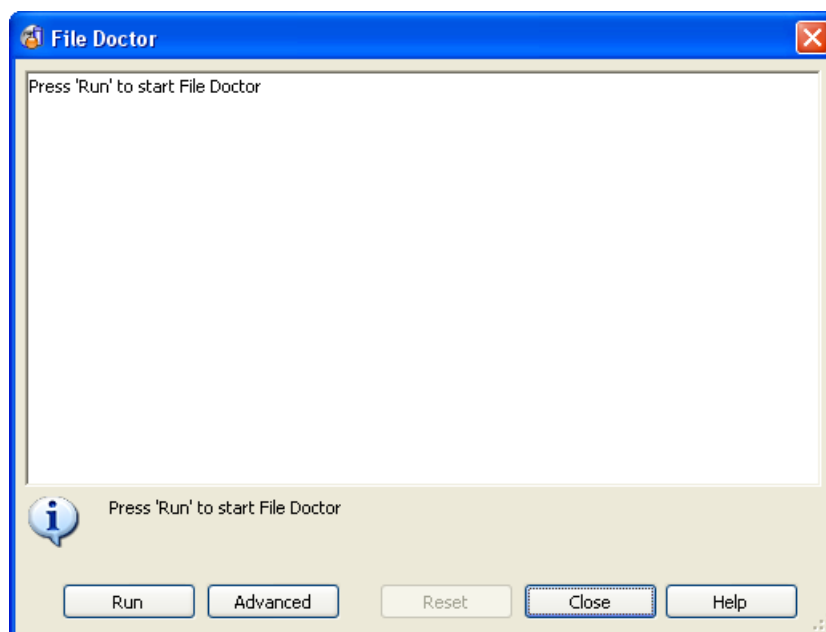 File Doctor
Press 'Run' to start File Doctor
Press 'Run' to start File Doctor
Run Advanced Reset Close Help